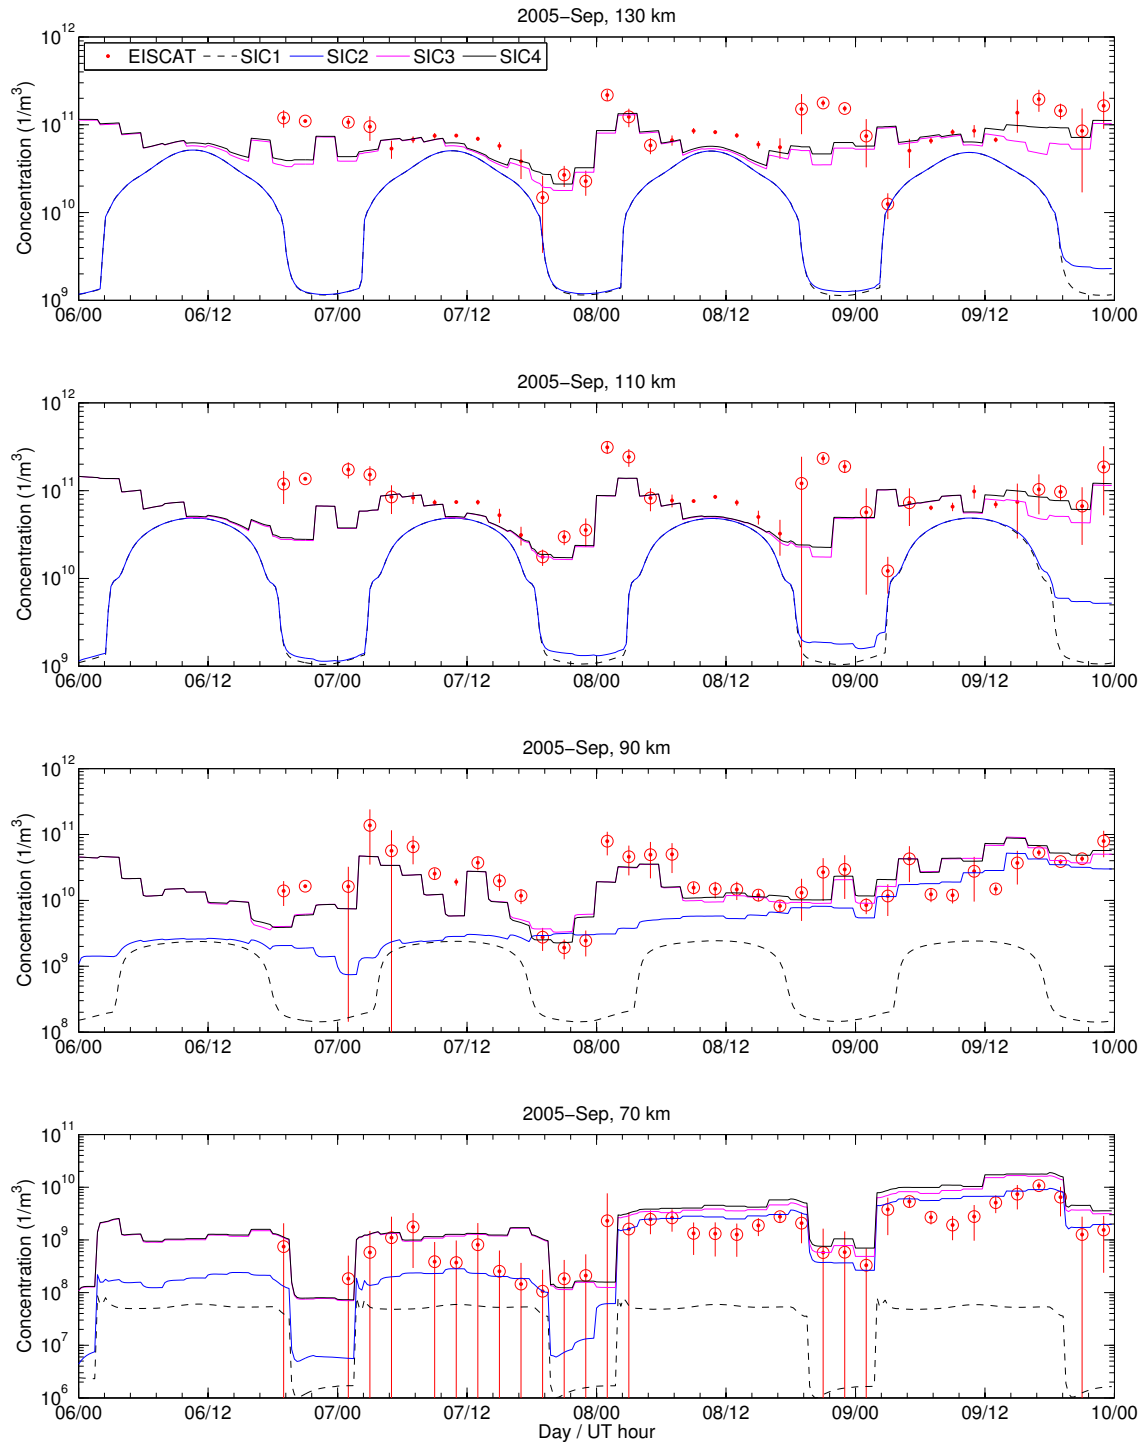 2005−Sep, 130 km
10^12
EISCAT SIC1 SIC2 SIC3 SIC4
10^11
10^10
10^9
Concentration (1/m^3)
06/00 06/12 07/00 07/12 08/00 08/12 09/00 09/12 10/00
2005−Sep, 110 km
10^12
10^11
10^10
10^9
Concentration (1/m^3)
06/00 06/12 07/00 07/12 08/00 08/12 09/00 09/12 10/00
2005−Sep, 90 km
10^12
10^11
10^10
10^9
10^8
Concentration (1/m^3)
06/00 06/12 07/00 07/12 08/00 08/12 09/00 09/12 10/00
2005−Sep, 70 km
10^11
10^10
10^9
10^8
10^7
10^6
Concentration (1/m^3)
06/00 06/12 07/00 07/12 08/00 08/12 09/00 09/12 10/00
Day / UT hour